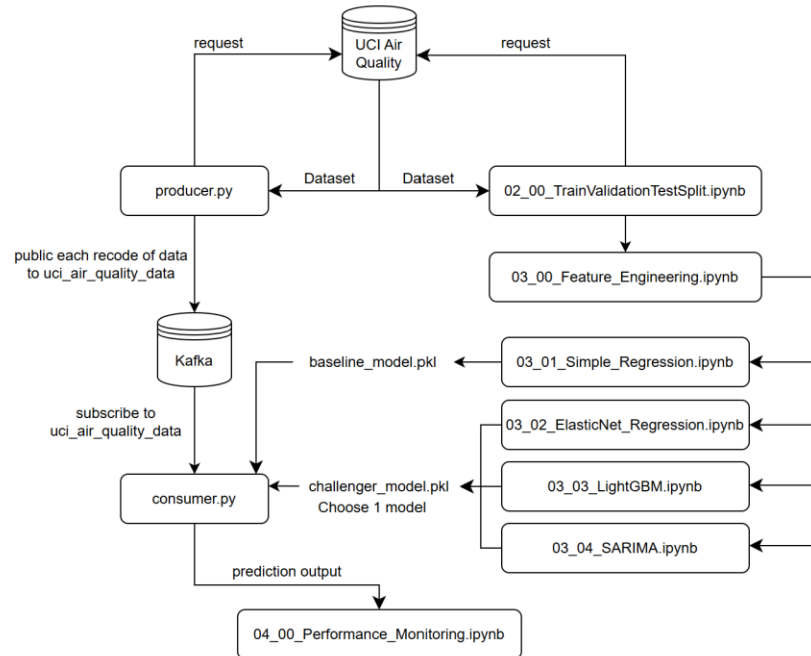 request
UCI Air
Quality
request
Dataset
Dataset
producer.py
02_00_TrainValidationTestSplit.ipynb
public each recode of data
to uci_air_quality_data
03_00_Feature_Engineering.ipynb
Kafka
baseline_model.pkl
03_01_Simple_Regression.ipynb
subscribe to
uci_air_quality_data
03_02_ElasticNet_Regression.ipynb
consumer.py
challenger_model.pkl
Choose 1 model
03_03_LightGBM.ipynb
03_04_SARIMA.ipynb
prediction output
04_00_Performance_Monitoring.ipynb